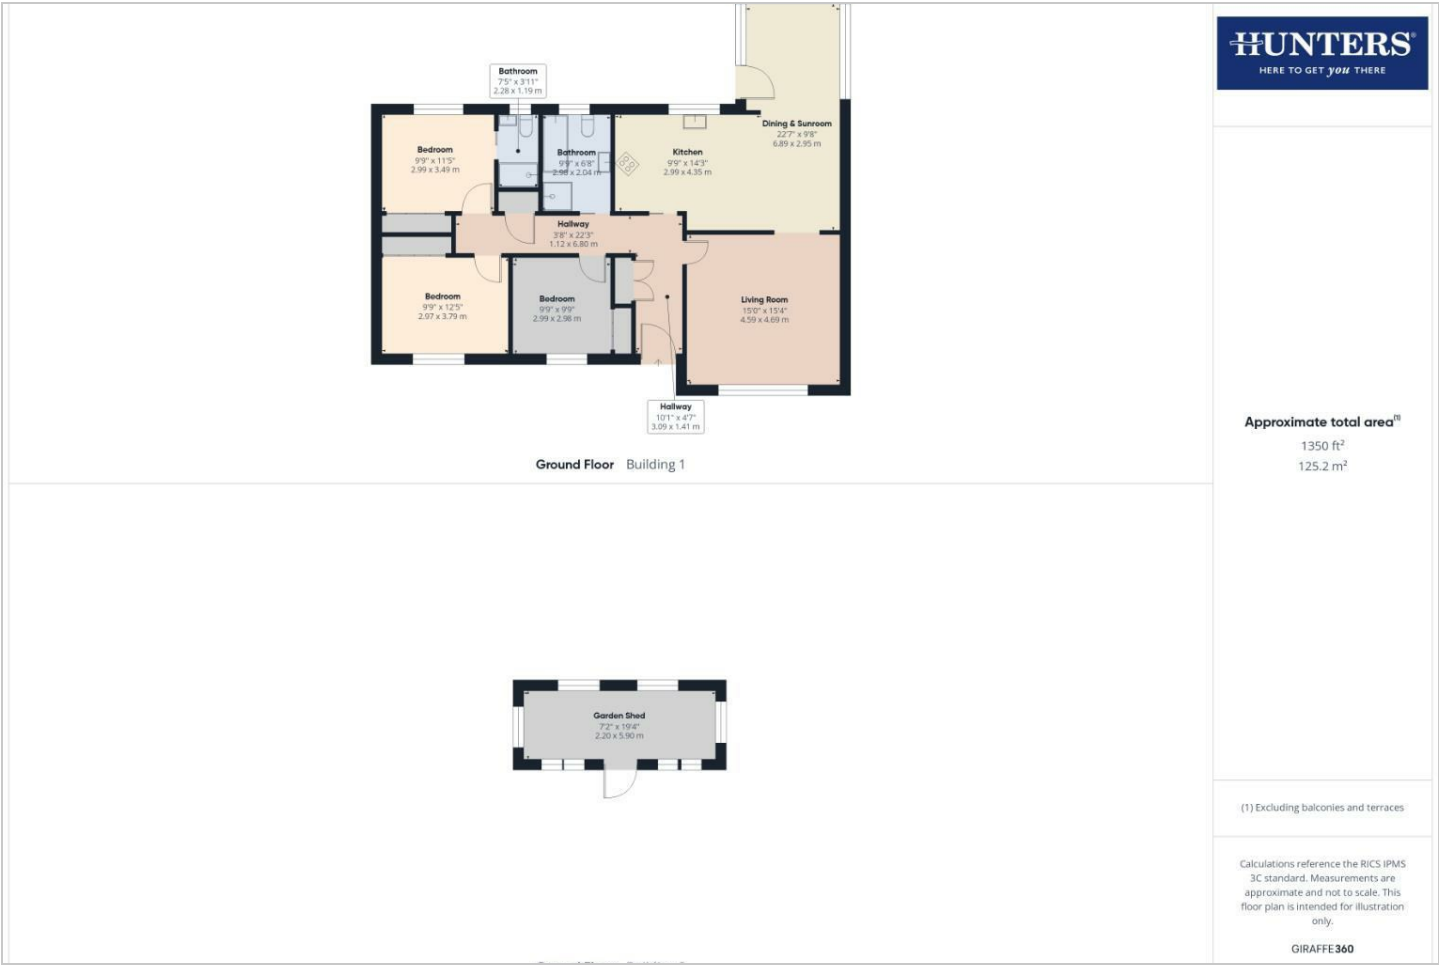 HUNTERS®
HERE TO GET you THERE
Bathroom
7'5" x 3'11"
2.28 x 1.19 m
Dining & Sunroom
22'7" x 9'8"
6.89 x 2.95 m
Bedroom
9'9" x 11'5"
2.99 x 3.49 m
Bathroom
9'9" x 6'8"
2.98 x 2.04 m
Kitchen
9'9" x 14'3"
2.99 x 4.35 m
Hallway
3'8" x 22'3"
1.12 x 6.80 m
Bedroom
9'9" x 12'5"
2.97 x 3.79 m
Bedroom
9'9" x 9'9"
2.99 x 2.98 m
Living Room
15'0" x 15'4"
4.59 x 4.69 m
Hallway
10'1" x 4'7"
3.09 x 1.41 m
Ground Floor Building 1
Garden Shed
7'2" x 19'4"
2.20 x 5.90 m
Approximate total area(1)
1350 ft²
125.2 m²
(1) Excluding balconies and terraces
Calculations reference the RICS IPMS
3C standard. Measurements are
approximate and not to scale. This
floor plan is intended for illustration
only.
GIRAFFE360